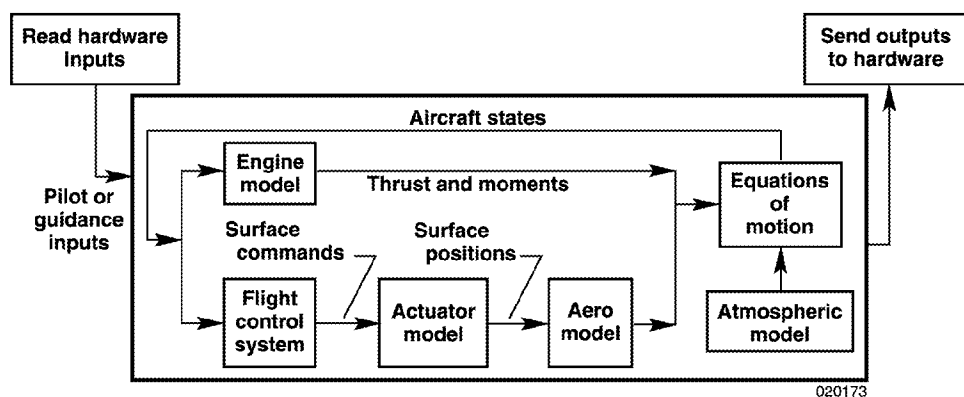 Read hardware
Inputs
Send outputs
to hardware
Aircraft states
Engine
model
Thrust and moments
Equations
of
motion
Pilot or
guidance
inputs
Surface
commands
Surface
positions
Flight
control
system
Actuator
model
Aero
model
Atmospheric
model
020173